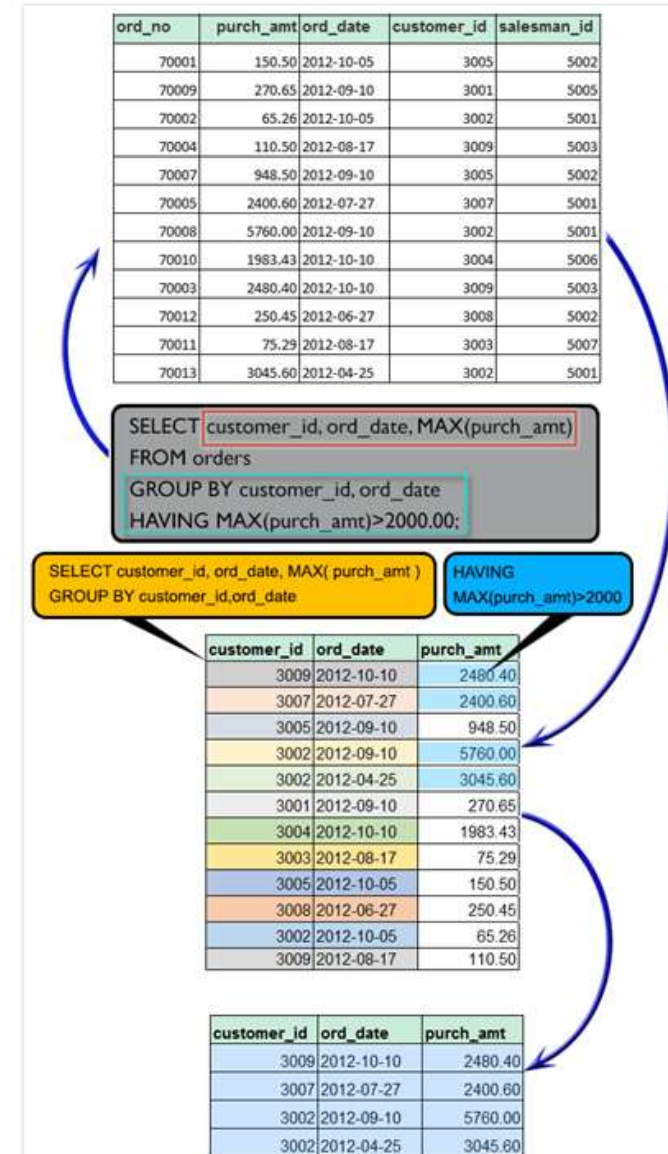 ord_no purch_amt ord_date customer_id salesman_id
70001 150.50 2012-10-05 3005 5002
70009 270.65 2012-09-10 3001 5005
70002 65.26 2012-10-05 3002 5001
70004 110.50 2012-08-17 3009 5003
70007 948.50 2012-09-10 3005 5002
70005 2400.60 2012-07-27 3007 5001
70008 5760.00 2012-09-10 3002 5001
70010 1983.43 2012-10-10 3004 5006
70003 2480.40 2012-10-10 3009 5003
70012 250.45 2012-06-27 3008 5002
70011 75.29 2012-08-17 3003 5007
70013 3045.60 2012-04-25 3002 5001
SELECT customer_id, ord_date, MAX(purch_amt)
FROM orders
GROUP BY customer_id, ord_date
HAVING MAX(purch_amt)>2000.00;
SELECT customer_id, ord_date, MAX( purch_amt )
GROUP BY customer_id,ord_date
HAVING
MAX(purch_amt)>2000
customer_id ord_date purch_amt
3009 2012-10-10 2480.40
3007 2012-07-27 2400.60
3005 2012-09-10 948.50
3002 2012-09-10 5760.00
3002 2012-04-25 3045.60
3001 2012-09-10 270.65
3004 2012-10-10 1983.43
3003 2012-08-17 75.29
3005 2012-10-05 150.50
3008 2012-06-27 250.45
3002 2012-10-05 65.26
3009 2012-08-17 110.50
customer_id ord_date purch_amt
3009 2012-10-10 2480.40
3007 2012-07-27 2400.60
3002 2012-09-10 5760.00
3002 2012-04-25 3045.60